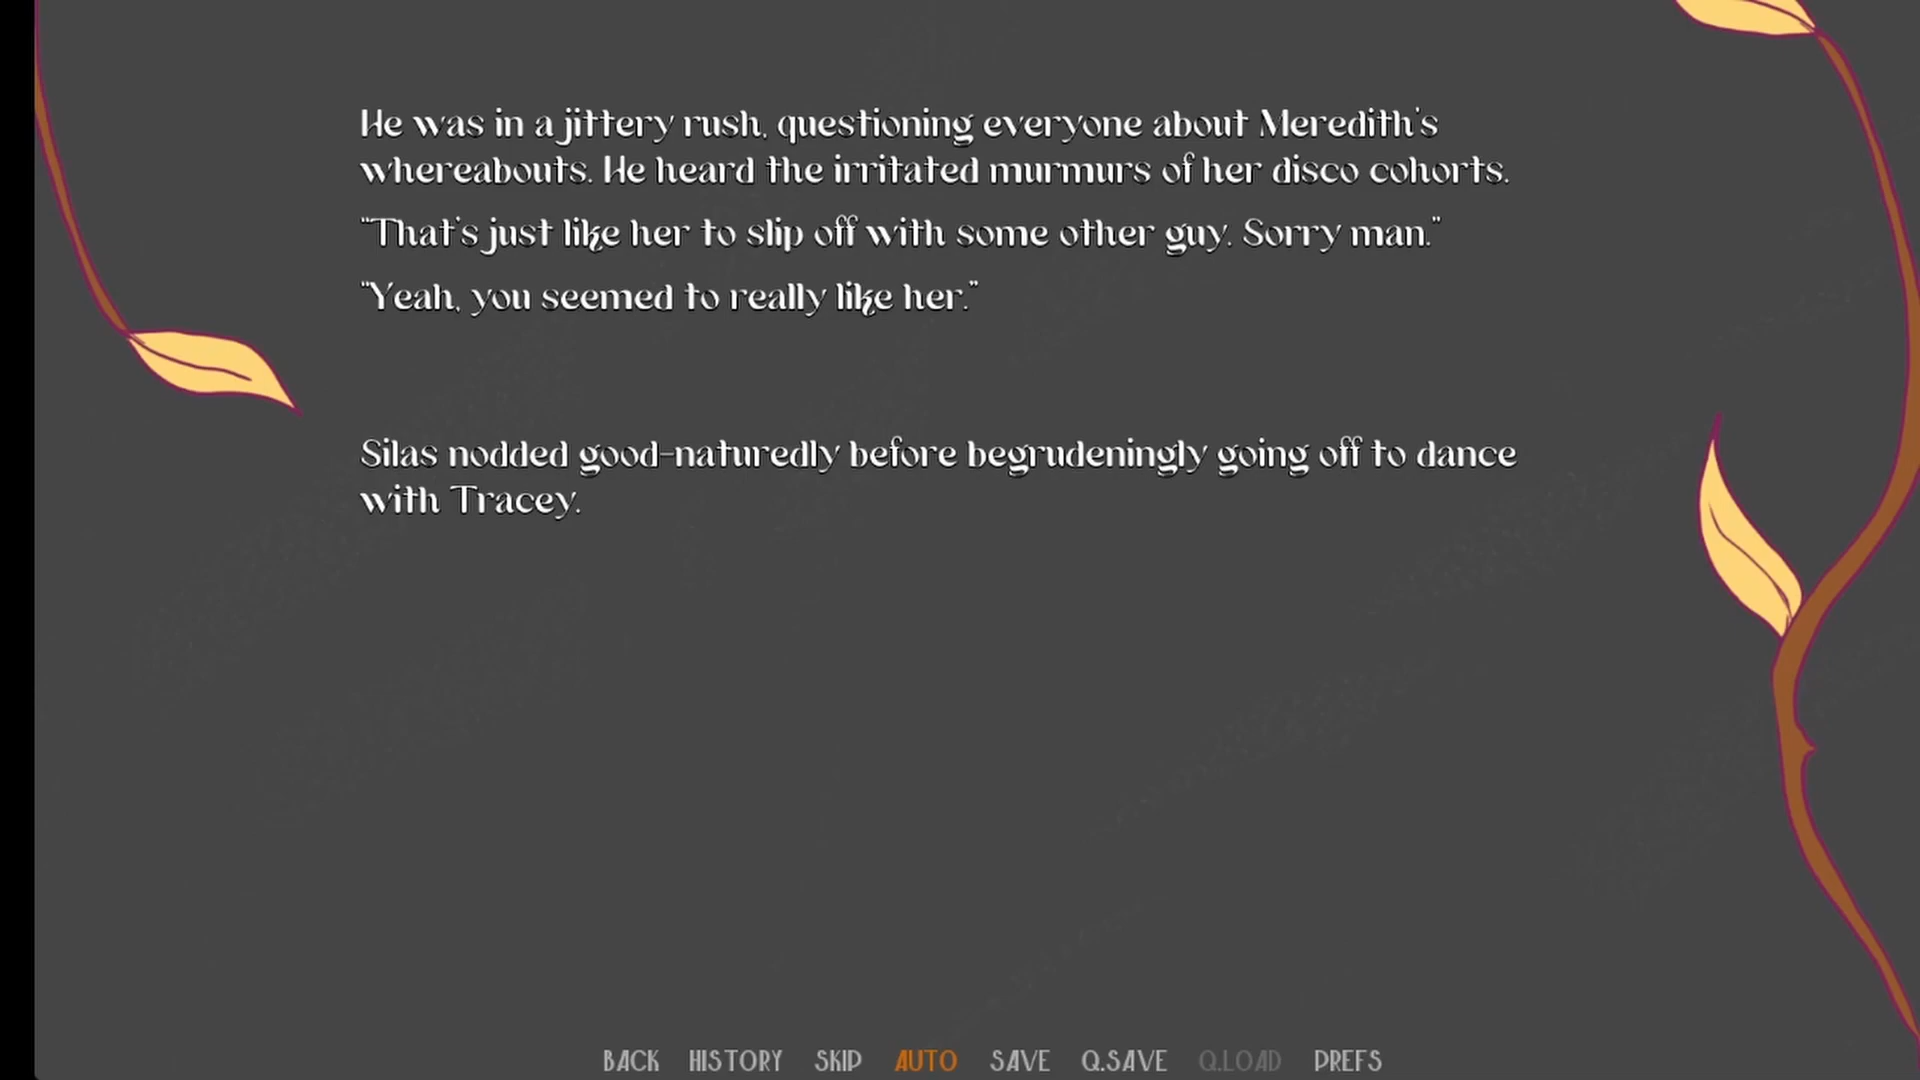 He was in a jittery rush, questioning everyone about Meredith's
whereabouts. He heard the irritated murmurs of her disco cohorts.
"That's just like her to slip off with some other guy. Sorry man."
"Yeah, you seemed to really like her."
Silas nodded good-naturedly before begrudeningly going off to dance
with Tracey.
BACK HISTORY SKIP AUTO SAVE Q.SAVE Q.LOAD PREFS